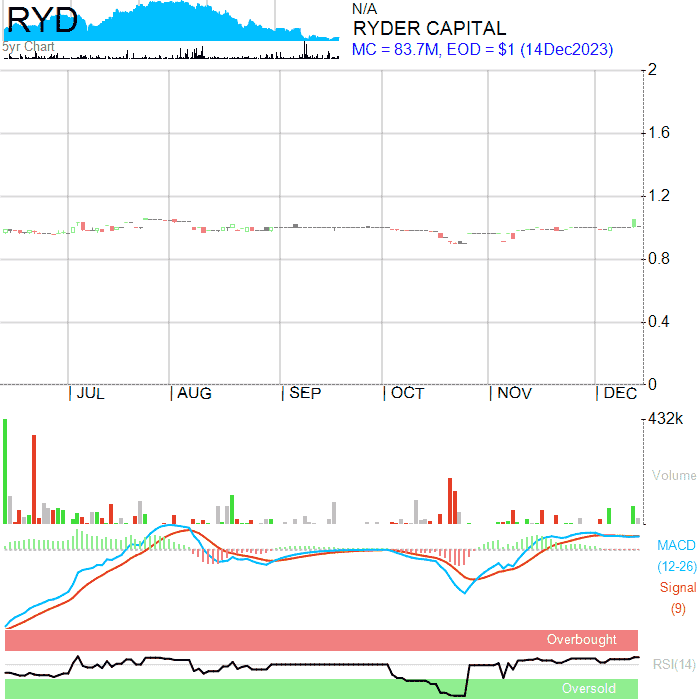 RYD
5yr Chart
N/A
RYDER CAPITAL
MC = 83.7M, EOD = $1 (14Dec2023)
2
1.6
1.2
0.8
0.4
0
JUL
AUG
SEP
OCT
NOV
DEC
432k
Volume
MACD
(12-26)
Signal
(9)
Overbought
RSI(14)
Oversold